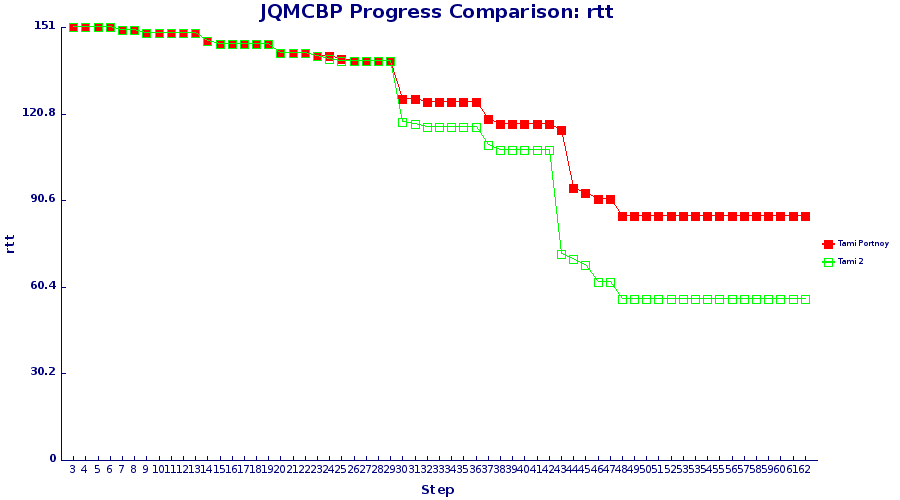 JQMCBP Progress Comparison: rtt
151
120.8
90.6
60.4
30.2
0
rtt
3 4 5 6 7 8 9 10 11 12 13 14 15 16 17 18 19 20 21 22 23 24 25 26 27 28 29 30 31 32 33 34 35 36 37 38 39 40 41 42 43 44 45 46 47 48 49 50 51 52 53 54 55 56 57 58 59 60 61 62
Step
Tami Portnoy
Tami 2